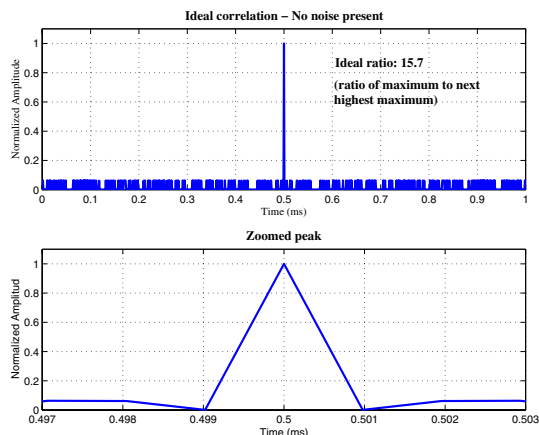 Ideal correlation – No noise present
1
0.8
0.6
0.4
0.2
0
Normalized Amplitude
Ideal ratio: 15.7
(ratio of maximum to next
highest maximum)
0 0.1 0.2 0.3 0.4 0.5 0.6 0.7 0.8 0.9 1
Time (ms)
Zoomed peak
1
0.8
0.6
0.4
0.2
0
Normalized Amplitud
0.497 0.498 0.499 0.5 0.501 0.502 0.503
Time (ms)